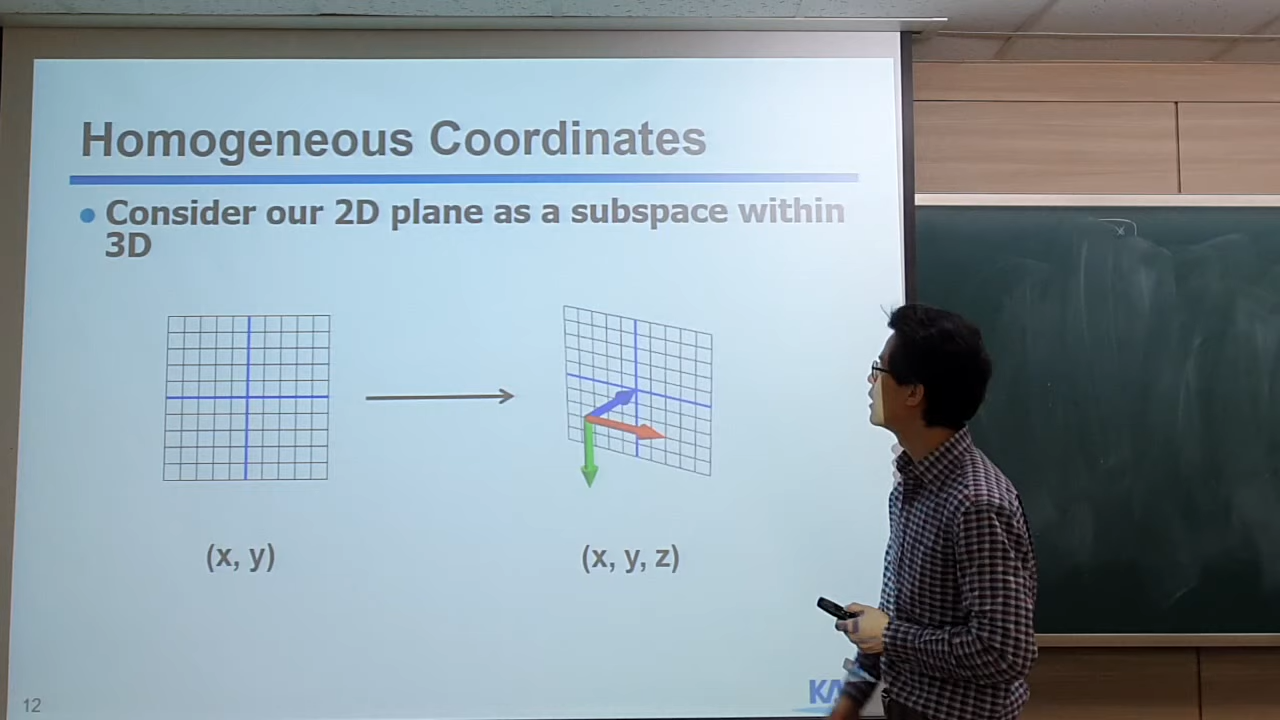 Homogeneous Coordinates
Consider our 2D plane as a subspace within
3D
(x, y)
(x, y, z)
12